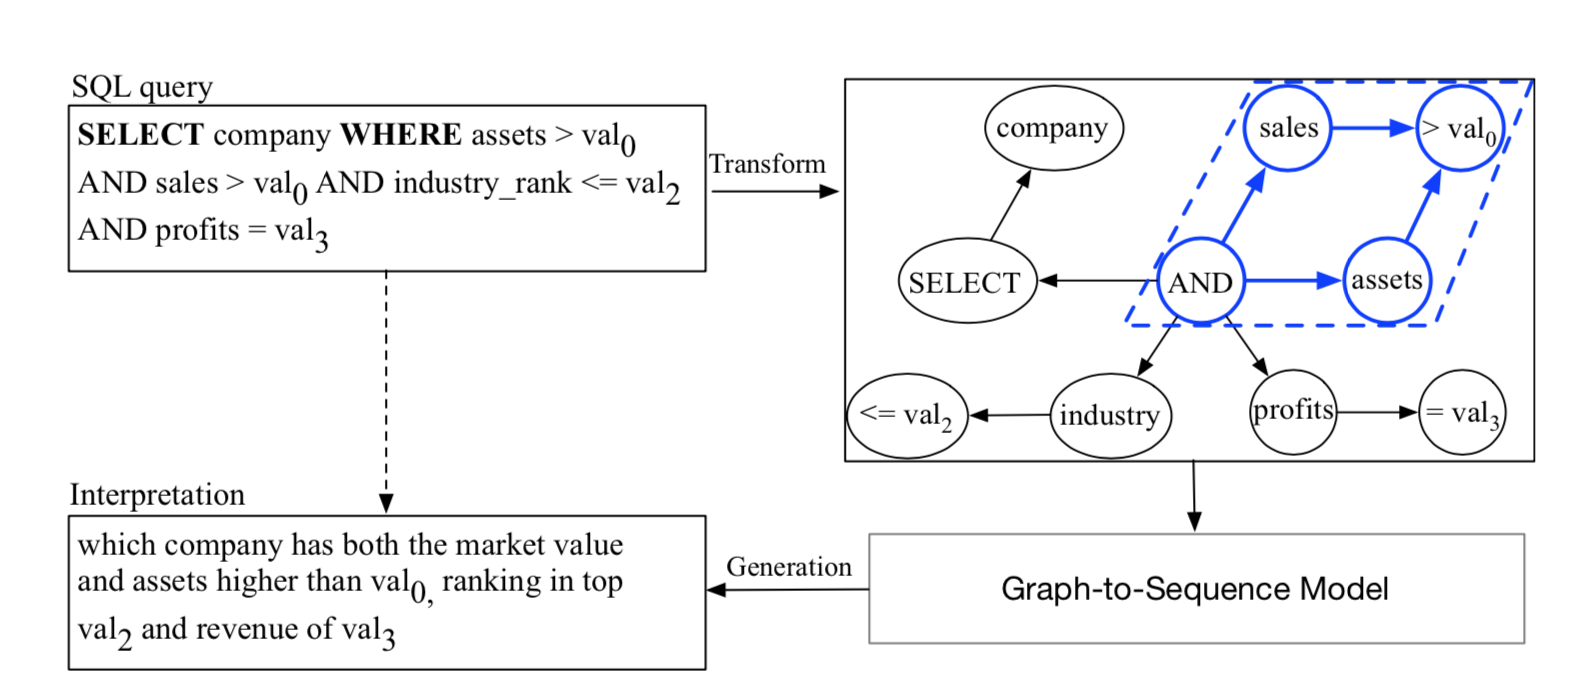 SQL query
SELECT company WHERE assets > val0
AND sales > val0 AND industry_rank <= val2
AND profits = val3
Transform
company
sales
> val0
SELECT
AND
assets
<= val2
industry
profits
= val3
Interpretation
which company has both the market value
and assets higher than val0, ranking in top
val2 and revenue of val3
Generation
Graph-to-Sequence Model